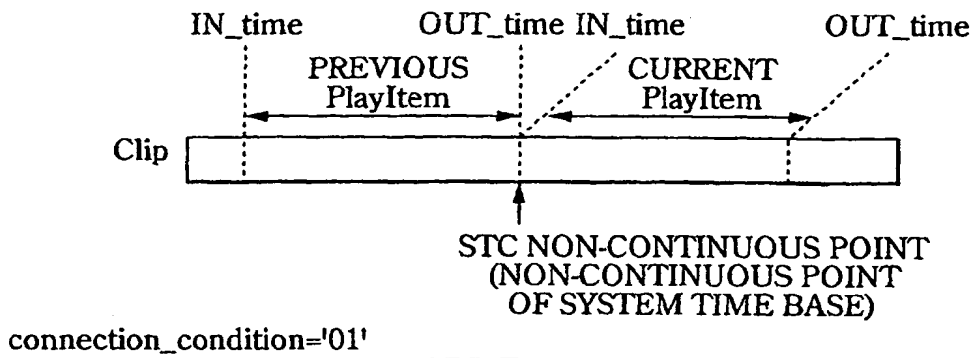 IN_time OUT_time IN_time OUT_time
PREVIOUS PlayItem
CURRENT PlayItem
Clip
STC NON-CONTINUOUS POINT
(NON-CONTINUOUS POINT
OF SYSTEM TIME BASE)
connection_condition='01'